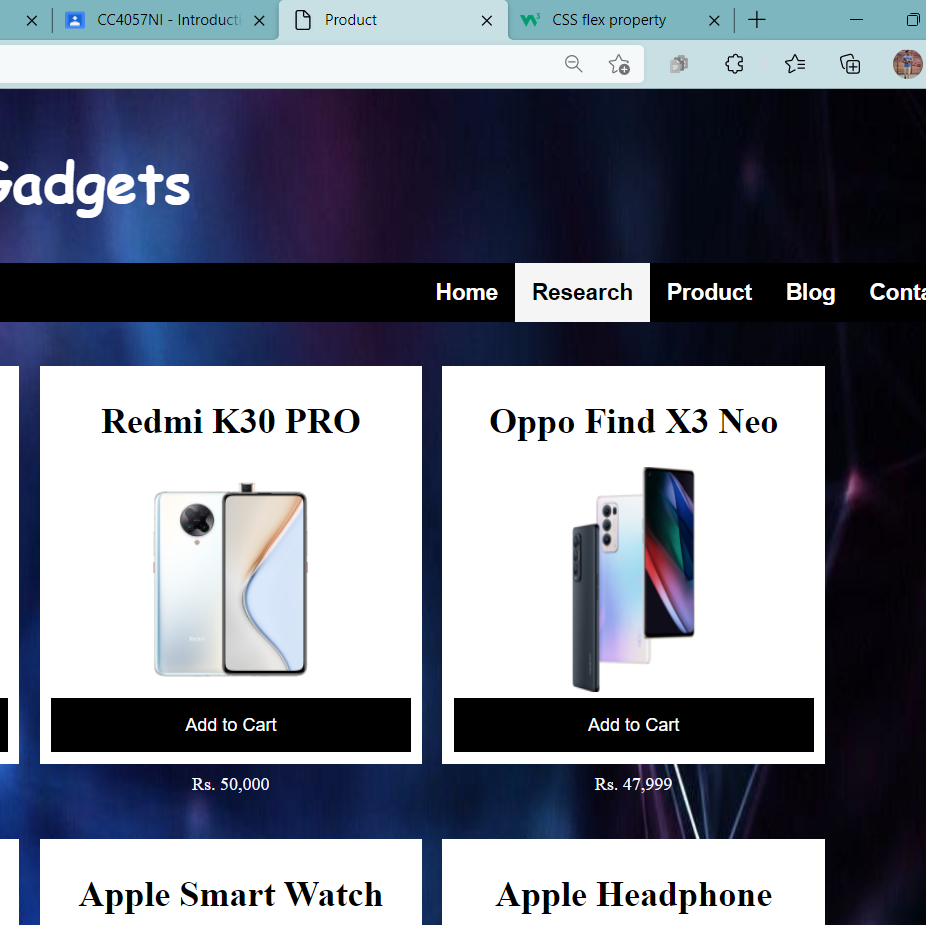 CC4057NI - Introducti
Product
CSS flex property
Gadgets
Home
Research
Product
Blog
Conta
Redmi K30 PRO
Oppo Find X3 Neo
Add to Cart
Add to Cart
Rs. 50,000
Rs. 47,999
Apple Smart Watch
Apple Headphone